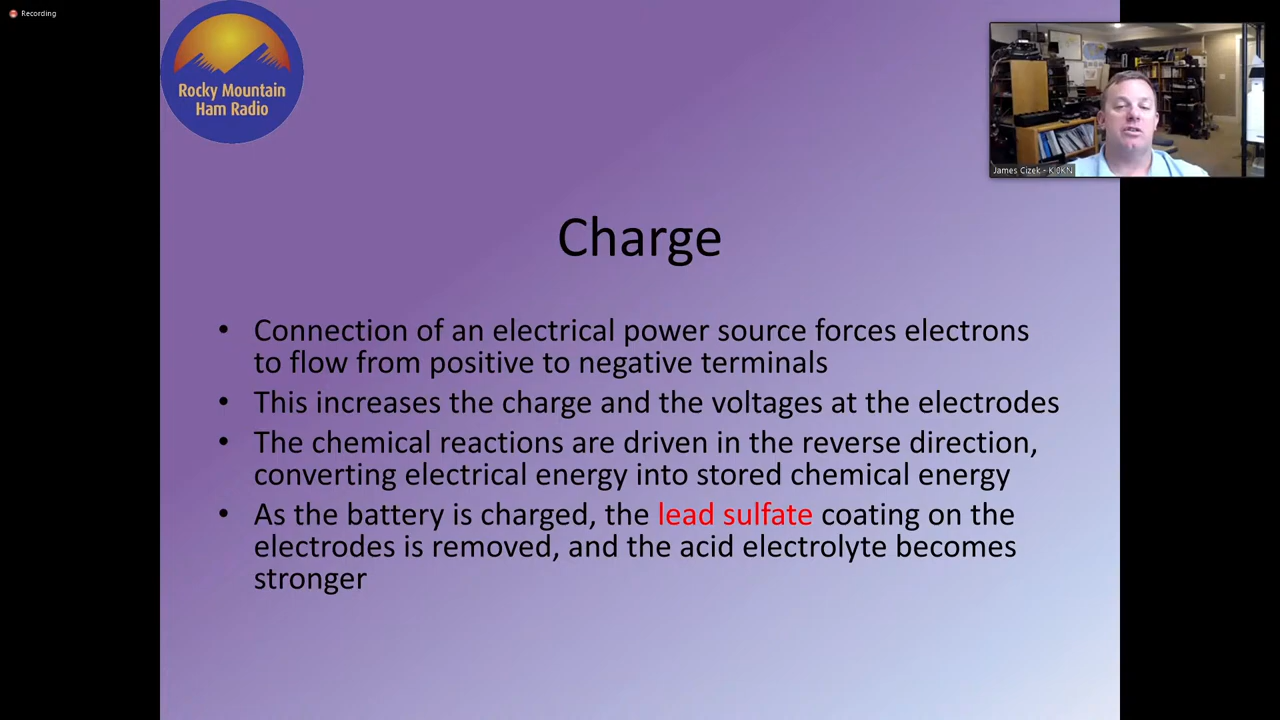 Recording
Rocky Mountain
Ham Radio
James Cizek - KI0KN
Charge
• Connection of an electrical power source forces electrons
to flow from positive to negative terminals
• This increases the charge and the voltages at the electrodes
• The chemical reactions are driven in the reverse direction,
converting electrical energy into stored chemical energy
• As the battery is charged, the lead sulfate coating on the
electrodes is removed, and the acid electrolyte becomes
stronger